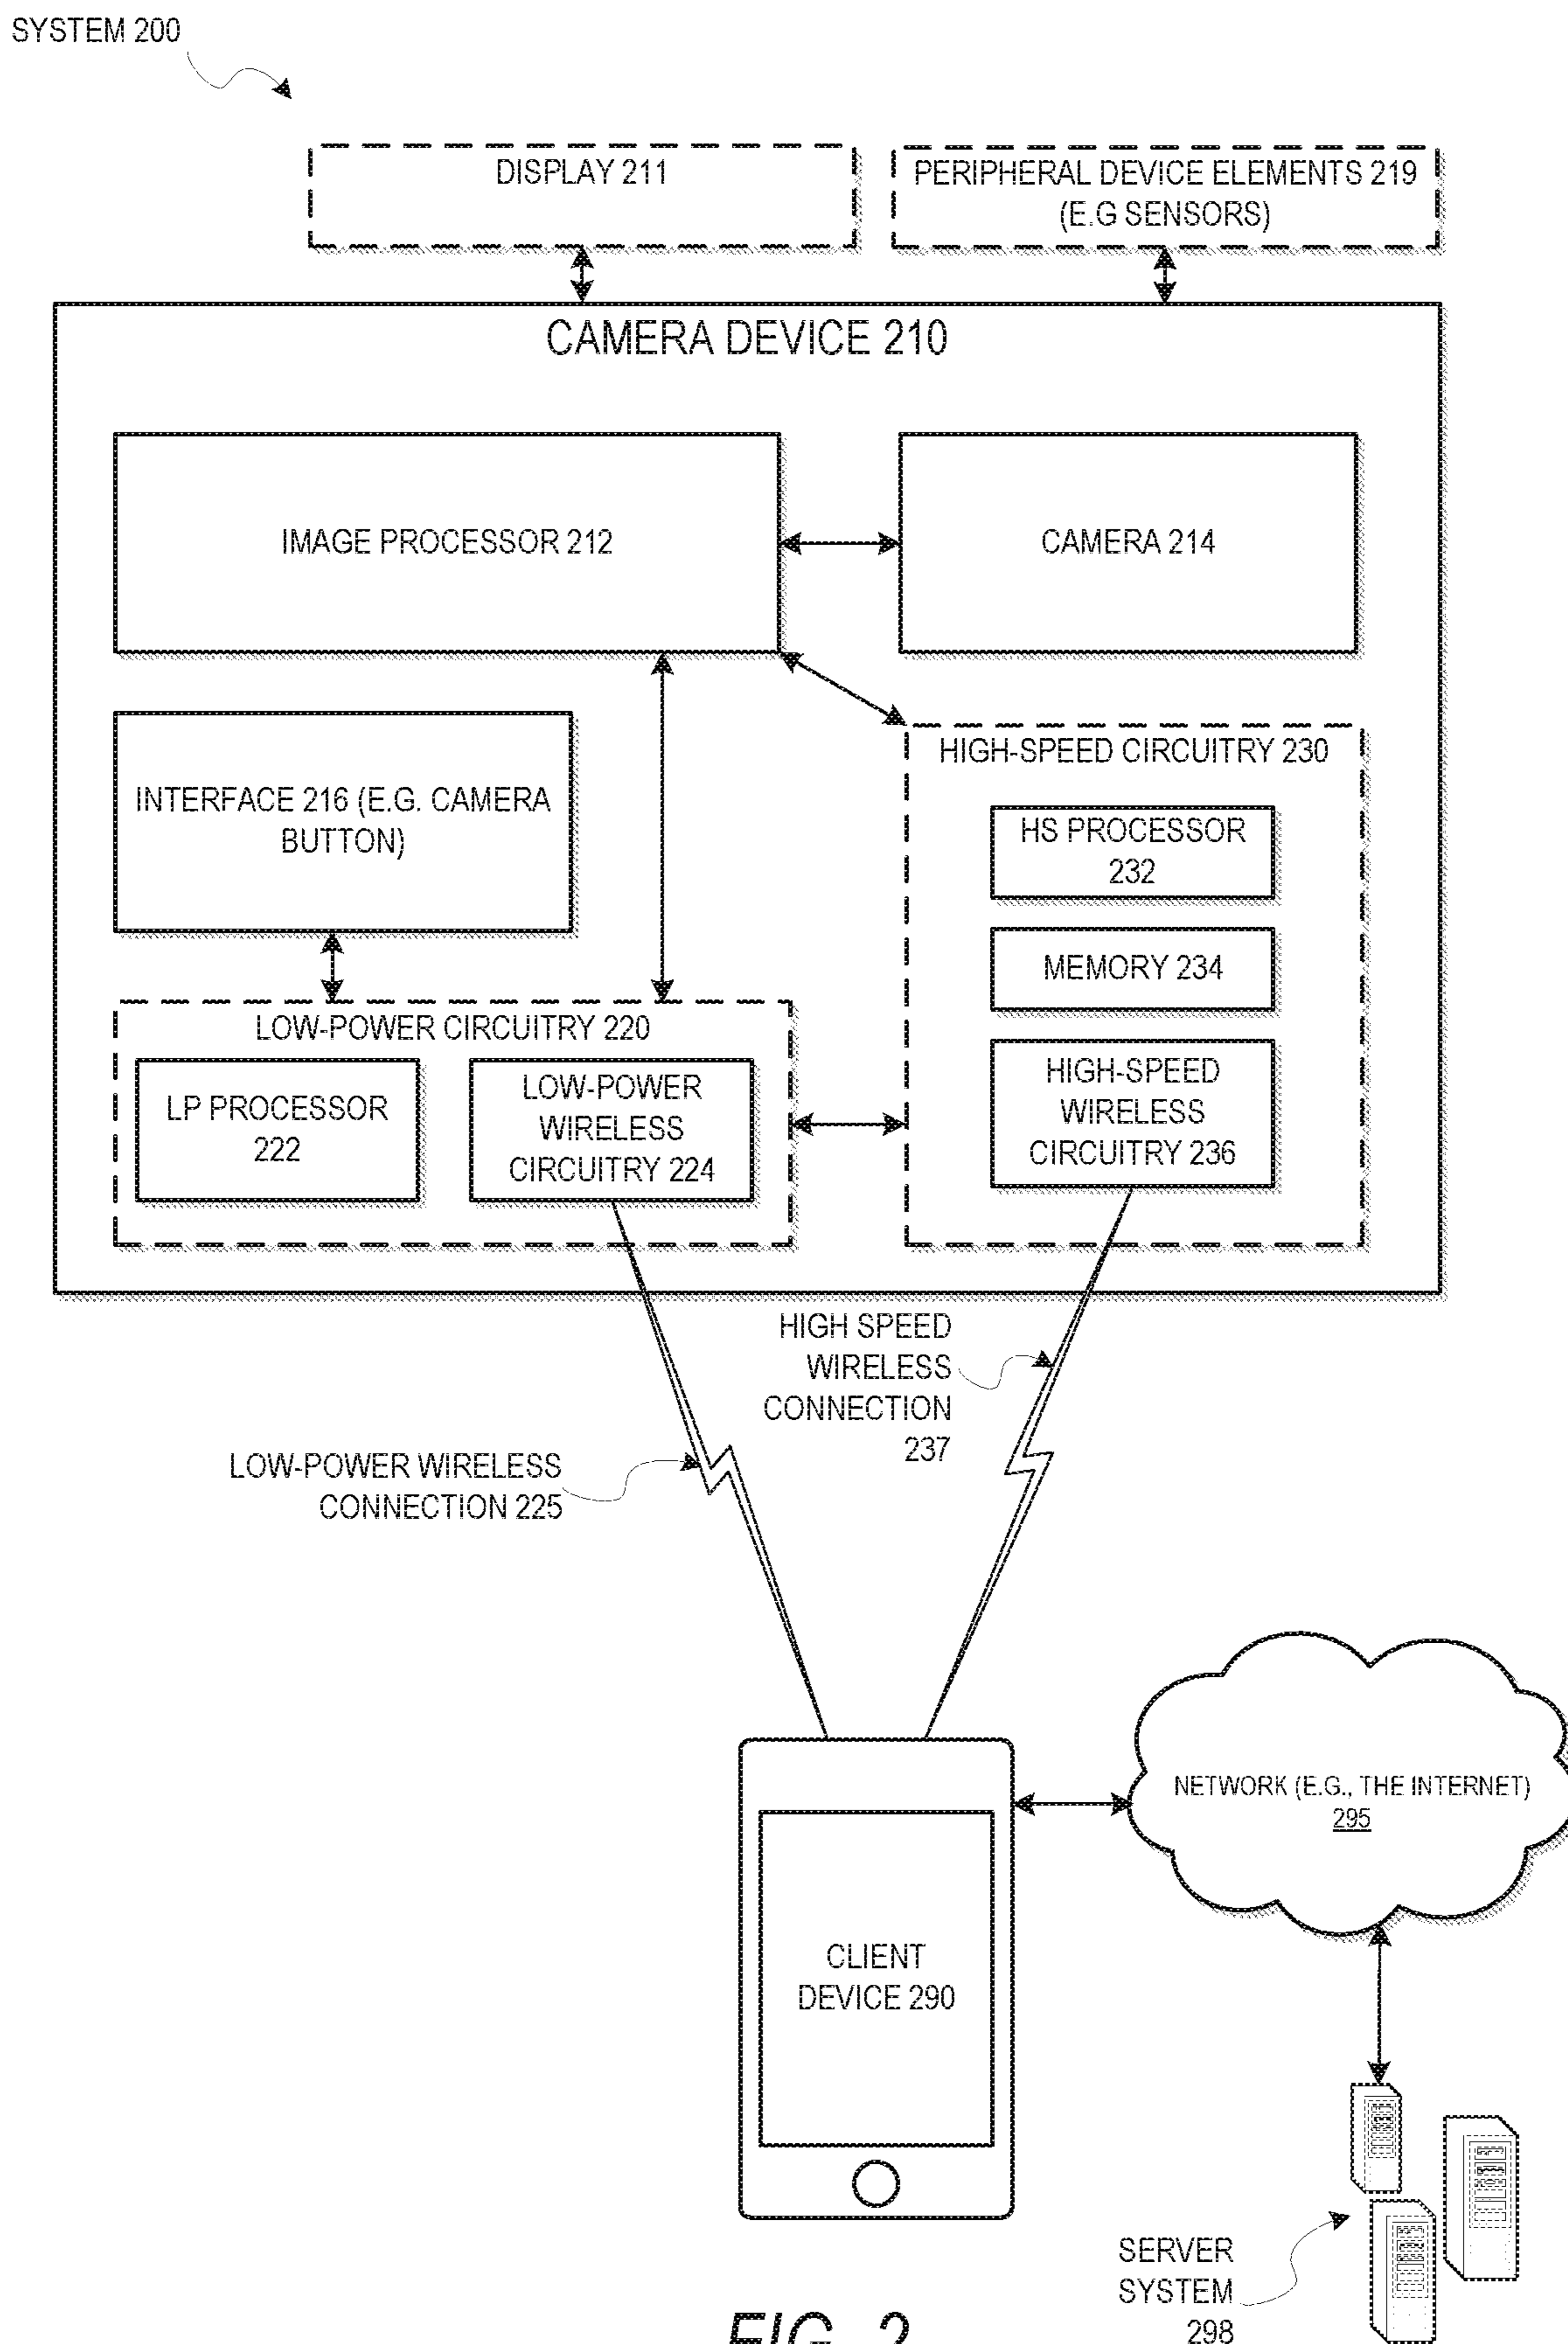 SYSTEM 200
DISPLAY 211
PERIPHERAL DEVICE ELEMENTS 219
(E.G SENSORS)
CAMERA DEVICE 210
IMAGE PROCESSOR 212
CAMERA 214
INTERFACE 216 (E.G. CAMERA
BUTTON)
HIGH-SPEED CIRCUITRY 230
HS PROCESSOR
232
MEMORY 234
HIGH-SPEED
WIRELESS
CIRCUITRY 236
LOW-POWER CIRCUITRY 220
LP PROCESSOR
222
LOW-POWER
WIRELESS
CIRCUITRY 224
HIGH SPEED
WIRELESS
CONNECTION
237
LOW-POWER WIRELESS
CONNECTION 225
NETWORK (E.G., THE INTERNET)
295
CLIENT
DEVICE 290
SERVER
SYSTEM
298
FIG. 2